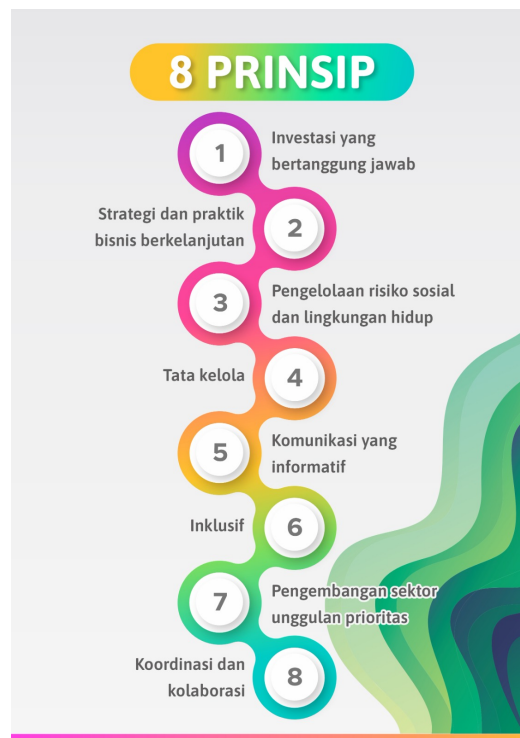 8 PRINSIP
1
Investasi yang
bertanggung jawab
Strategi dan praktik
bisnis berkelanjutan
2
3
Pengelolaan risiko sosial
dan lingkungan hidup
Tata kelola
4
5
Komunikasi yang
informatif
Inklusif
6
7
Pengembangan sektor
unggulan prioritas
Koordinasi dan
kolaborasi
8